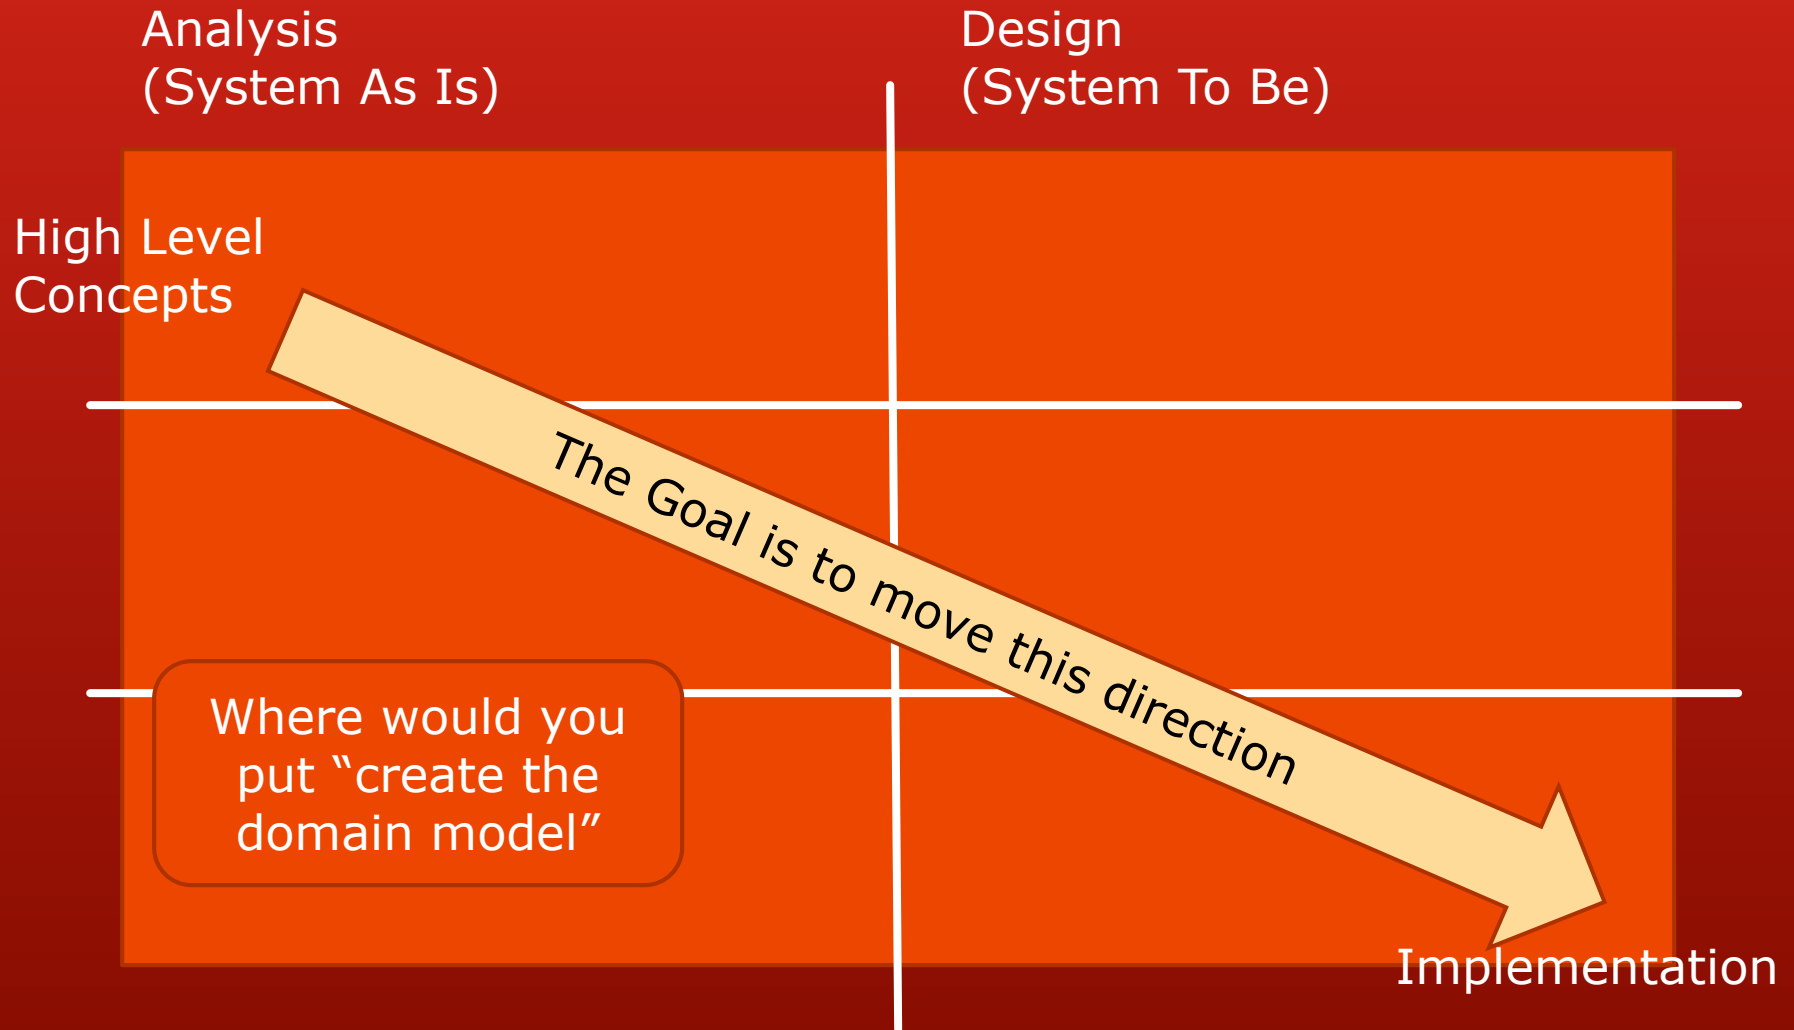 Analysis
(System As Is)
Design
(System To Be)
High Level
Concepts
The Goal is to move this direction
Where would you
put “create the
domain model”
Implementation